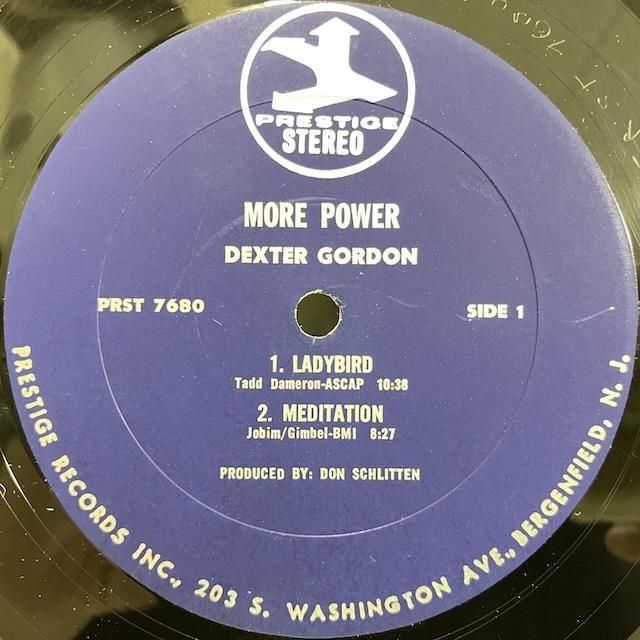 PRESTIGE
STEREO
MORE POWER
DEXTER GORDON
PRST 7680
SIDE 1
1. LADYBIRD
Tadd Dameron-ASCAP 10:38
2. MEDITATION
Jobim/Gimbel-BMI 8:27
PRODUCED BY: DON SCHLITTEN
PRESTIGE RECORDS INC., 203 S. WASHINGTON AVE., BERGENFIELD, N. J.